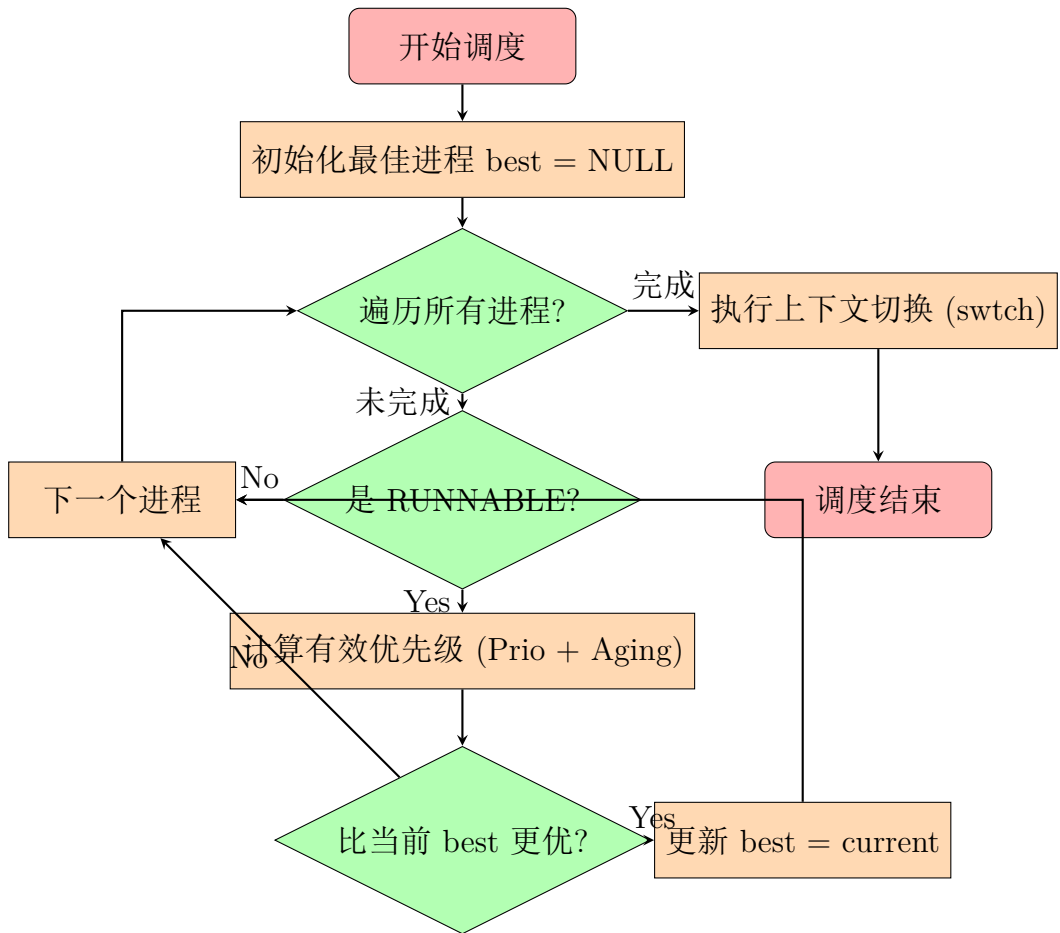 开始调度
初始化最佳进程 best = NULL
遍历所有进程?
完成
执行上下文切换 (swtch)
未完成
下一个进程
No
是 RUNNABLE?
调度结束
Yes
计算有效优先级 (Prio + Aging)
No
比当前 best 更优?
Yes
更新 best = current